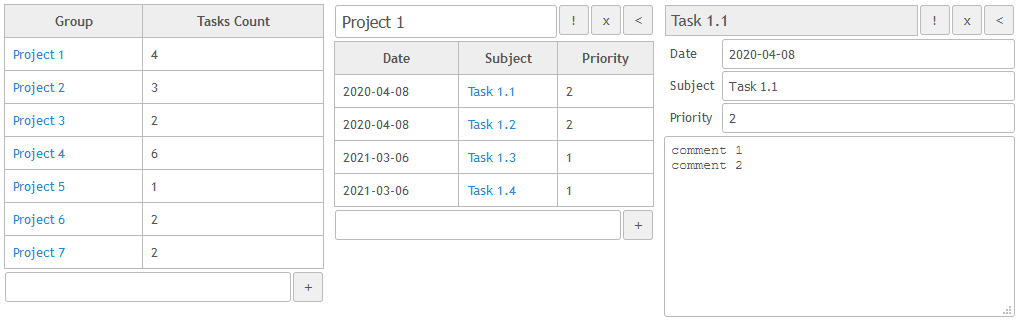 Group Tasks Count
Project 1 4
Project 2 3
Project 3 2
Project 4 6
Project 5 1
Project 6 2
Project 7 2
+
Project 1 ! x <
Date Subject Priority
2020-04-08 Task 1.1 2
2020-04-08 Task 1.2 2
2021-03-06 Task 1.3 1
2021-03-06 Task 1.4 1
+
Task 1.1 ! x <
Date 2020-04-08
Subject Task 1.1
Priority 2
comment 1
comment 2